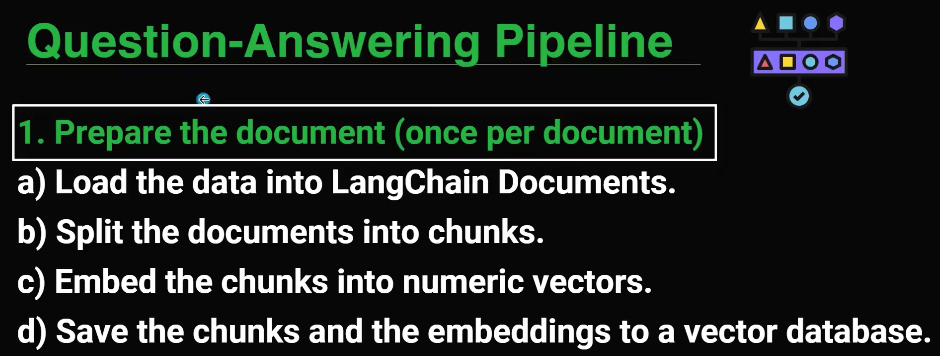 Question-Answering Pipeline
1. Prepare the document (once per document)
a) Load the data into LangChain Documents.
b) Split the documents into chunks.
c) Embed the chunks into numeric vectors.
d) Save the chunks and the embeddings to a vector database.